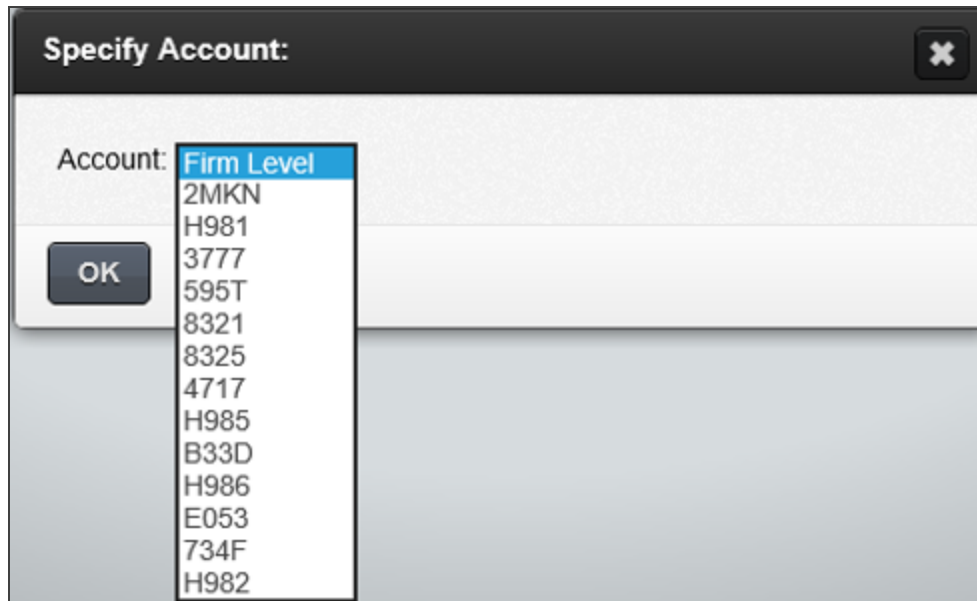 Specify Account:
Account: Firm Level
2MKN
H981
3777
595T
8321
8325
4717
H985
B33D
H986
E053
734F
H982
OK